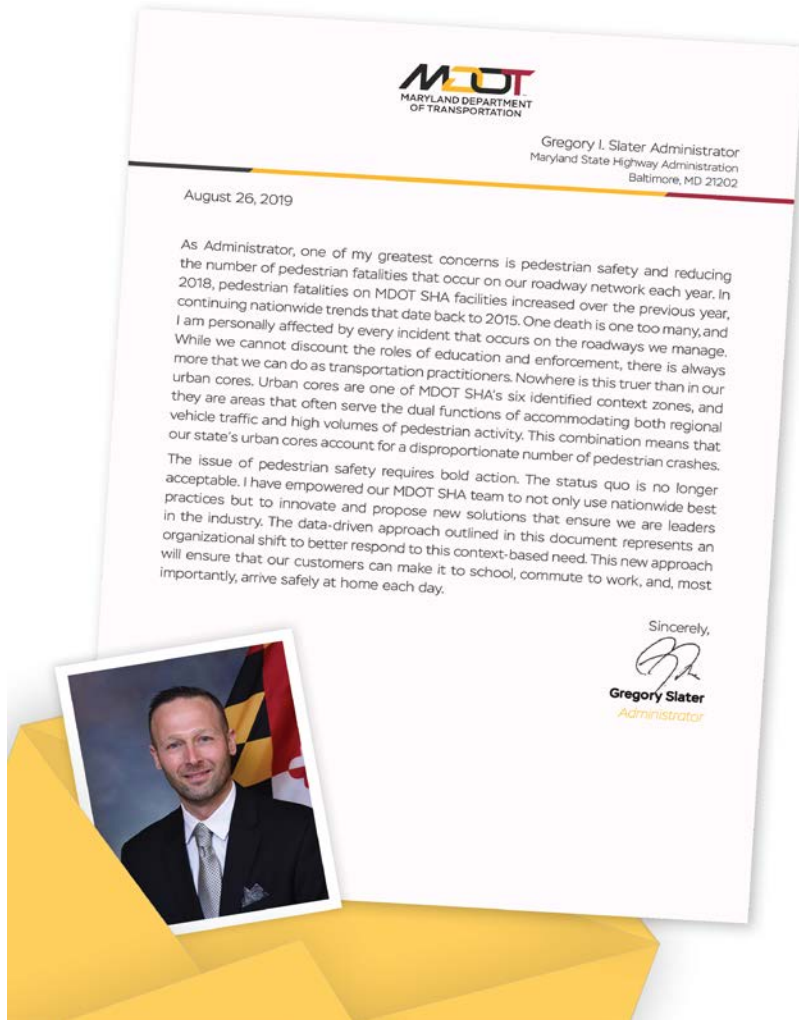 MDOT
MARYLAND DEPARTMENT
OF TRANSPORTATION
Gregory I. Slater Administrator
Maryland State Highway Administration
Baltimore, MD 21202
August 26, 2019
As Administrator, one of my greatest concerns is pedestrian safety and reducing
the number of pedestrian fatalities that occur on our roadway network each year. In
2018, pedestrian fatalities on MDOT SHA facilities increased over the previous year,
continuing nationwide trends that date back to 2015. One death is one too many, and
I am personally affected by every incident that occurs on the roadways we manage.
While we cannot discount the roles of education and enforcement, there is always
more that we can do as transportation practitioners. Nowhere is this truer than in our
urban cores. Urban cores are one of MDOT SHA's six identified context zones, and
they are areas that often serve the dual functions of accommodating both regional
vehicle traffic and high volumes of pedestrian activity. This combination means that
our state's urban cores account for a disproportionate number of pedestrian crashes.
The issue of pedestrian safety requires bold action. The status quo is no longer
acceptable. I have empowered our MDOT SHA team to not only use nationwide best
practices but to innovate and propose new solutions that ensure we are leaders
in the industry. The data-driven approach outlined in this document represents an
organizational shift to better respond to this context-based need. This new approach
will ensure that our customers can make it to school, commute to work, and, most
importantly, arrive safely at home each day.
Sincerely,
Gregory Slater
Administrator